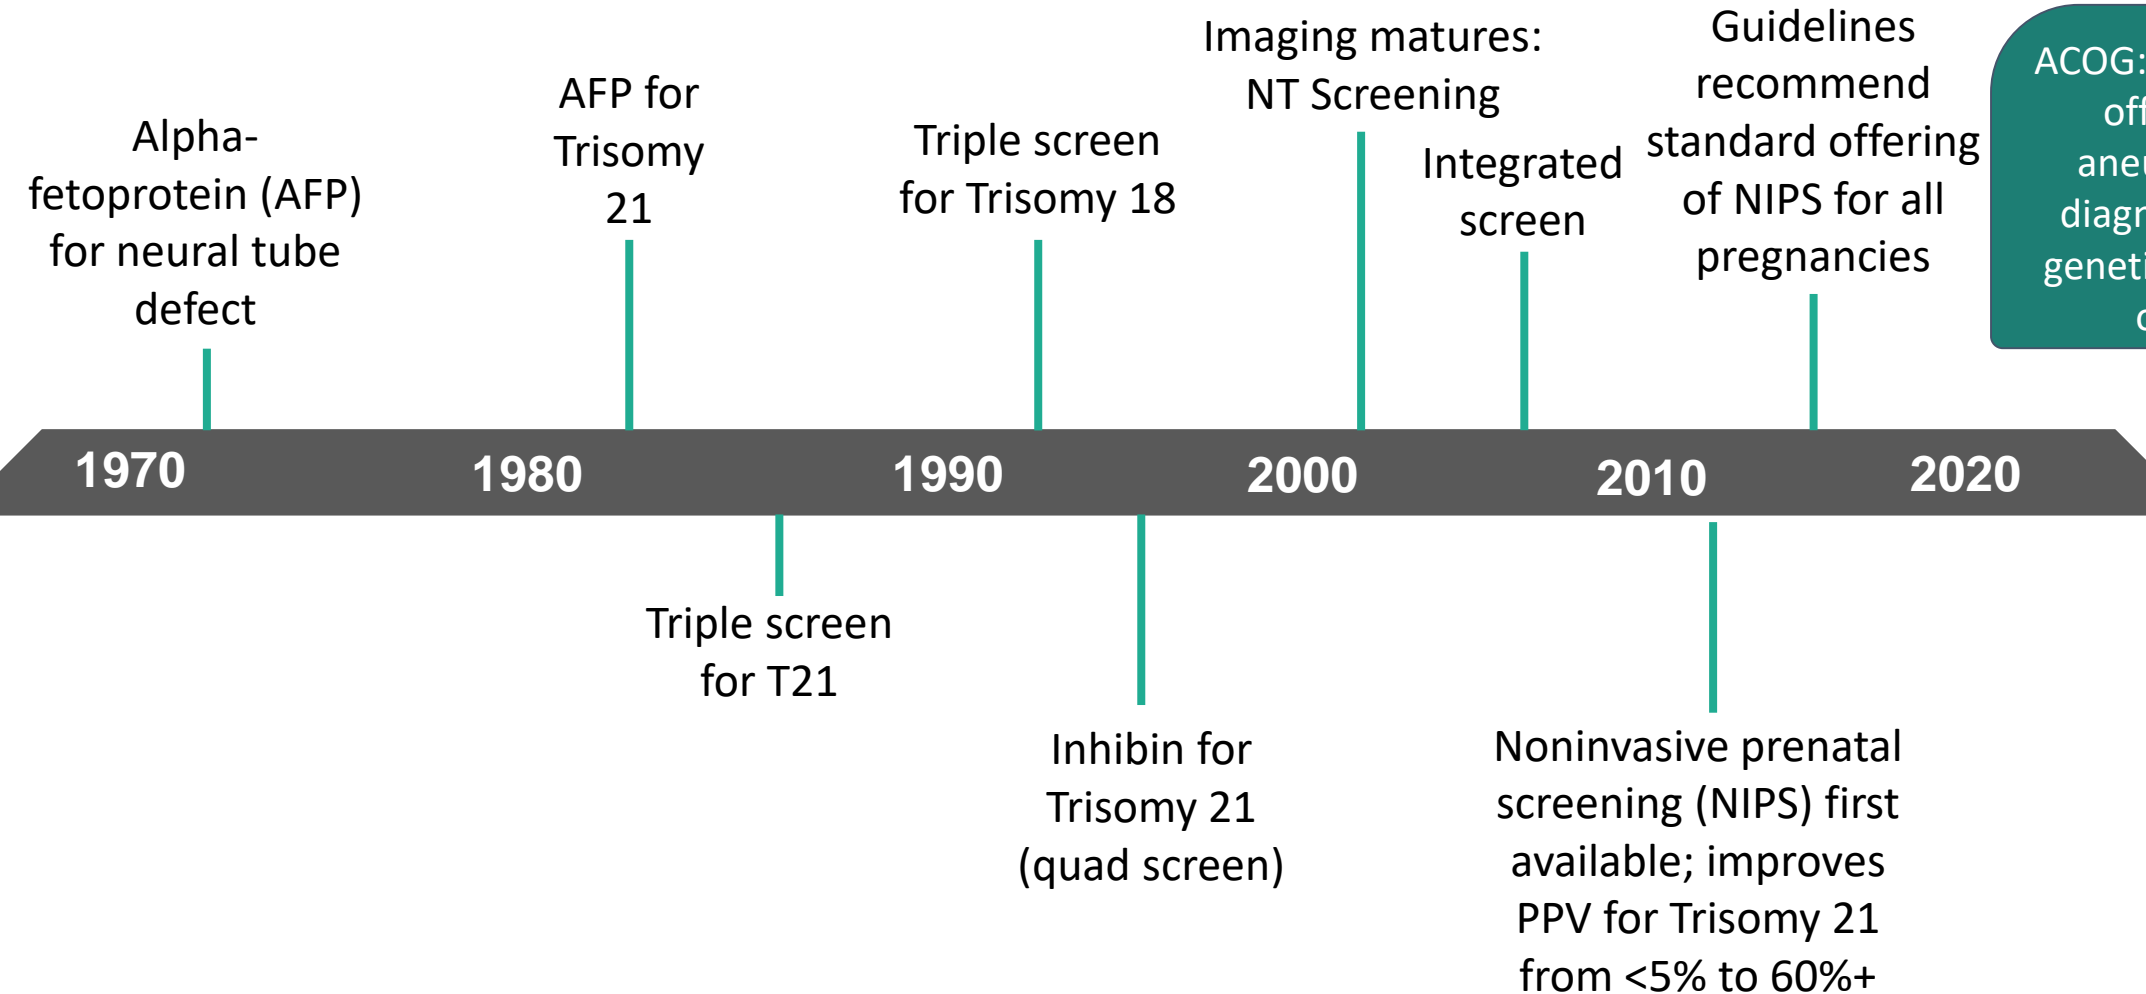 Alpha-
fetoprotein (AFP)
for neural tube
defect
AFP for
Trisomy
21
Triple screen
for Trisomy 18
Imaging matures:
NT Screening
Integrated
screen
Guidelines
recommend
standard offering
of NIPS for all
pregnancies
ACOG:
1970
1980
1990
2000
2010
2020
Triple screen
for T21
Inhibin for
Trisomy 21
(quad screen)
Noninvasive prenatal
screening (NIPS) first
available; improves
PPV for Trisomy 21
from <5% to 60%+